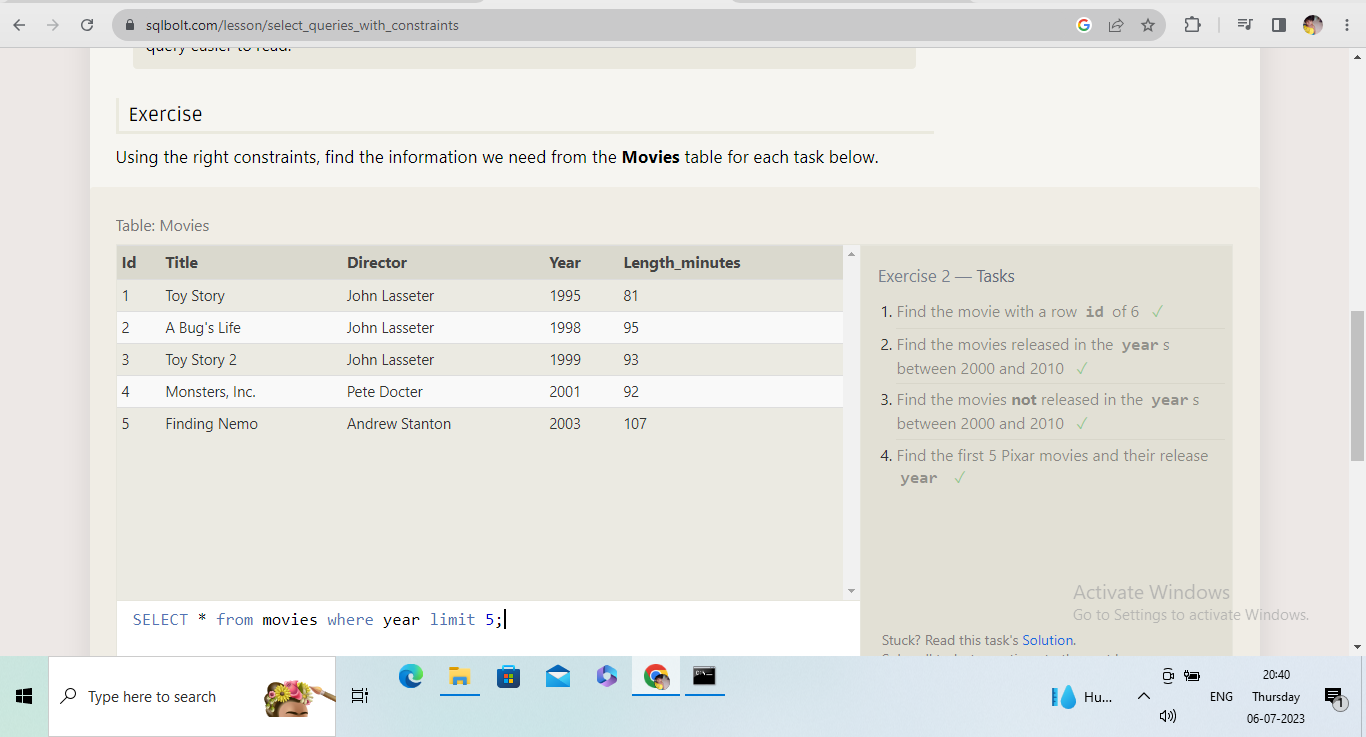 sqlbolt.com/lesson/select_queries_with_constraints
query easier to read.
Exercise
Using the right constraints, find the information we need from the Movies table for each task below.
Table: Movies
Id Title Director Year Length_minutes
1 Toy Story John Lasseter 1995 81
2 A Bug's Life John Lasseter 1998 95
3 Toy Story 2 John Lasseter 1999 93
4 Monsters, Inc. Pete Docter 2001 92
5 Finding Nemo Andrew Stanton 2003 107
SELECT * from movies where year limit 5;
Exercise 2 — Tasks
1. Find the movie with a row id of 6 ✓
2. Find the movies released in the year s
between 2000 and 2010 ✓
3. Find the movies not released in the year s
between 2000 and 2010 ✓
4. Find the first 5 Pixar movies and their release
year ✓
Activate Windows
Go to Settings to activate Windows.
Stuck? Read this task's Solution.
Type here to search
Hu...
ENG
20:40
Thursday
06-07-2023
1